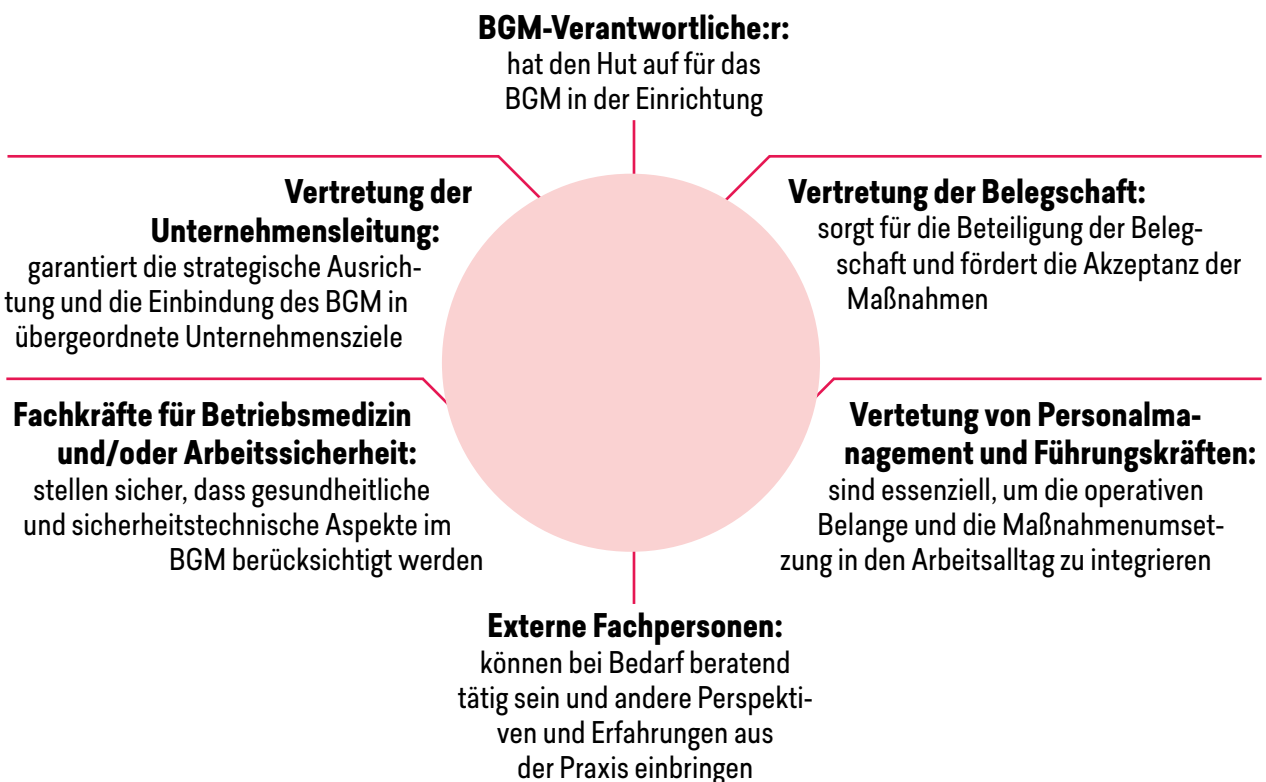 BGM-Verantwortliche:r:
hat den Hut auf für das
BGM in der Einrichtung
Vertretung der
Unternehmensleitung:
garantiert die strategische Ausrich-
tung und die Einbindung des BGM in
übergeordnete Unternehmensziele
Vertretung der Belegschaft:
sorgt für die Beteiligung der Beleg-
schaft und fördert die Akzeptanz der
Maßnahmen
Fachkräfte für Betriebsmedizin
und/oder Arbeitssicherheit:
stellen sicher, dass gesundheitliche
und sicherheitstechnische Aspekte im
BGM berücksichtigt werden
Vertetung von Personalma-
nagement und Führungskräften:
sind essenziell, um die operativen
Belange und die Maßnahmenumset-
zung in den Arbeitsalltag zu integrieren
Externe Fachpersonen:
können bei Bedarf beratend
tätig sein und andere Perspekti-
ven und Erfahrungen aus
der Praxis einbringen